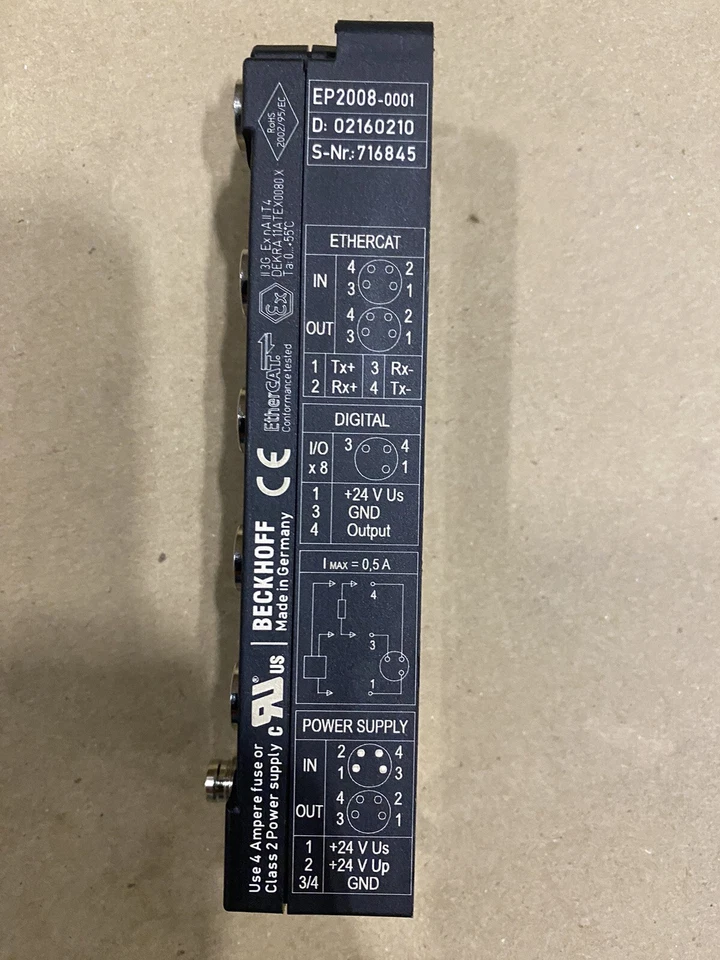 EP2008-0001
D: 02160210
S-Nr.:716845
ETHERCAT
IN
4 2
3 1
OUT
4 2
3 1
1 Tx+ 3 Rx-
2 Rx+ 4 Tx-
DIGITAL
I/O
x 8
3 4
1
1 +24 V Us
3 GND
4 Output
I MAX = 0,5 A
4
3
1
POWER SUPPLY
IN
2 4
1 3
OUT
4 2
3 1
1 +24 V Us
2 +24 V Up
3/4 GND
RoHS
2002/95/EC
II 3G Ex nA II T4
DEKRA 11ATEX0080 X
Ta: 0...+55°C
Ex
EtherCAT
Conformance tested
CE
BECKHOFF
Made in Germany
c UR® US
Use 4 Ampere fuse or
Class 2 Power supply